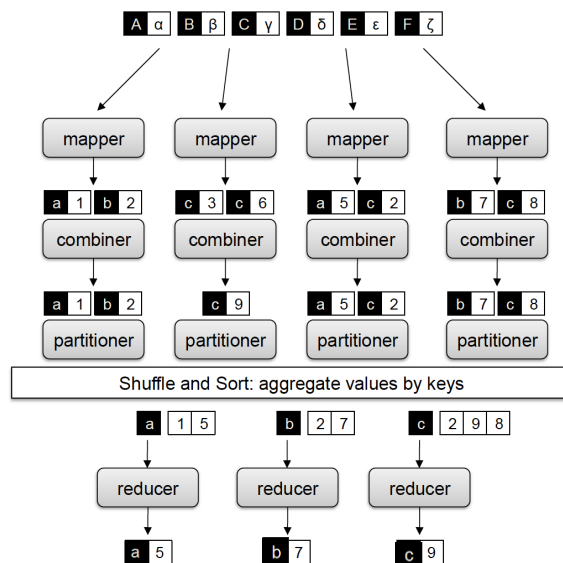 A α B β C γ D δ E ε F ζ
mapper mapper mapper mapper
a 1 b 2 c 3 c 6 a 5 c 2 b 7 c 8
combiner combiner combiner combiner
a 1 b 2 c 9 a 5 c 2 b 7 c 8
partitioner partitioner partitioner partitioner
Shuffle and Sort: aggregate values by keys
a 1 5 b 2 7 c 2 9 8
reducer reducer reducer
a 5 b 7 c 9